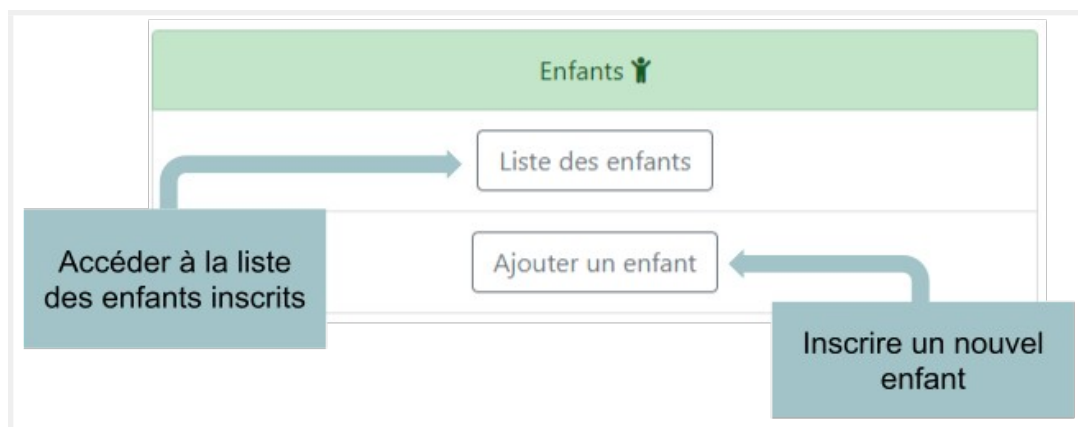 Enfants
Liste des enfants
Accéder à la liste
des enfants inscrits
Ajouter un enfant
Inscrire un nouvel
enfant